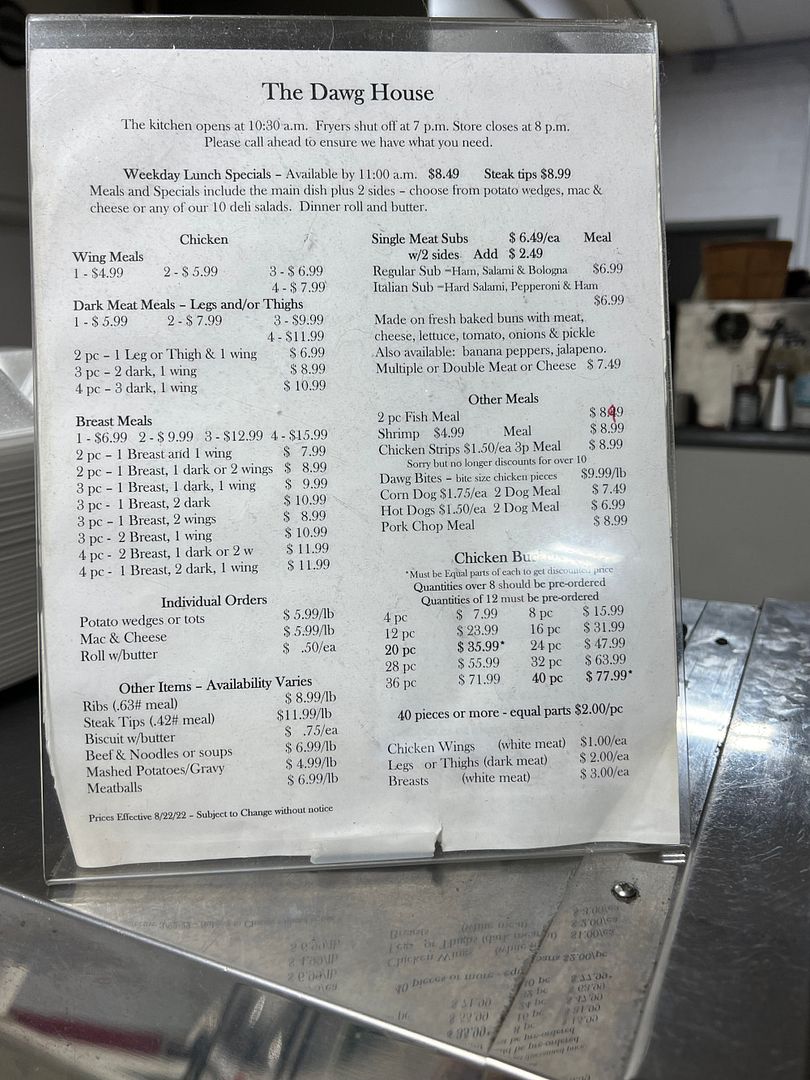 The Dawg House
The kitchen opens at 10:30 a.m. Fryers shut off at 7 p.m. Store closes at 8 p.m.
Please call ahead to ensure we have what you need.
Weekday Lunch Specials – Available by 11:00 a.m. $8.49 Steak tips $8.99
Meals and Specials include the main dish plus 2 sides – choose from potato wedges, mac &
cheese or any of our 10 deli salads. Dinner roll and butter.
Chicken
Wing Meals
1 - $4.99 2 - $ 5.99 3 - $ 6.99
4 - $ 7.99
Dark Meat Meals – Legs and/or Thighs
1 - $ 5.99 2 - $ 7.99 3 - $9.99
4 - $11.99
2 pc – 1 Leg or Thigh & 1 wing $ 6.99
3 pc – 2 dark, 1 wing $ 8.99
4 pc – 3 dark, 1 wing $ 10.99
Breast Meals
1 - $6.99 2 - $ 9.99 3 - $12.99 4 - $15.99
2 pc – 1 Breast and 1 wing $ 7.99
2 pc – 1 Breast, 1 dark or 2 wings $ 8.99
3 pc – 1 Breast, 1 dark, 1 wing $ 9.99
3 pc - 1 Breast, 2 dark $ 10.99
3 pc – 1 Breast, 2 wings $ 8.99
3 pc - 2 Breast, 1 wing $ 10.99
4 pc - 2 Breast, 1 dark or 2 w $ 11.99
4 pc - 1 Breast, 2 dark, 1 wing $ 11.99
Individual Orders
Potato wedges or tots $ 5.99/lb
Mac & Cheese $ 5.99/lb
Roll w/butter $ .50/ea
Other Items – Availability Varies
Ribs (.63# meal) $ 8.99/lb
Steak Tips (.42# meal) $11.99/lb
Biscuit w/butter $ .75/ea
Beef & Noodles or soups $ 6.99/lb
Mashed Potatoes/Gravy $ 4.99/lb
Meatballs $ 6.99/lb
Prices Effective 8/22/22 – Subject to Change without notice
Single Meat Subs $ 6.49/ea Meal
w/2 sides Add $ 2.49
Regular Sub –Ham, Salami & Bologna $6.99
Italian Sub –Hard Salami, Pepperoni & Ham
$6.99
Made on fresh baked buns with meat,
cheese, lettuce, tomato, onions & pickle
Also available: banana peppers, jalapeno.
Multiple or Double Meat or Cheese $ 7.49
Other Meals
2 pc Fish Meal $ 8.99
Shrimp $4.99 Meal $ 8.99
Chicken Strips $1.50/ea 3p Meal $ 8.99
Sorry but no longer discounts for over 10
Dawg Bites – bite size chicken pieces $9.99/lb
Corn Dog $1.75/ea 2 Dog Meal $ 7.49
Hot Dogs $1.50/ea 2 Dog Meal $ 6.99
Pork Chop Meal $ 8.99
Chicken
*Must be Equal parts of each to get discounted price
Quantities over 8 should be pre-ordered
Quantities of 12 must be pre-ordered
4 pc $ 7.99 8 pc $ 15.99
12 pc $ 23.99 16 pc $ 31.99
20 pc $ 35.99* 24 pc $ 47.99
28 pc $ 55.99 32 pc $ 63.99
36 pc $ 71.99 40 pc $ 77.99*
40 pieces or more - equal parts $2.00/pc
Chicken Wings (white meat) $1.00/ea
Legs or Thighs (dark meat) $ 2.00/ea
Breasts (white meat) $ 3.00/ea